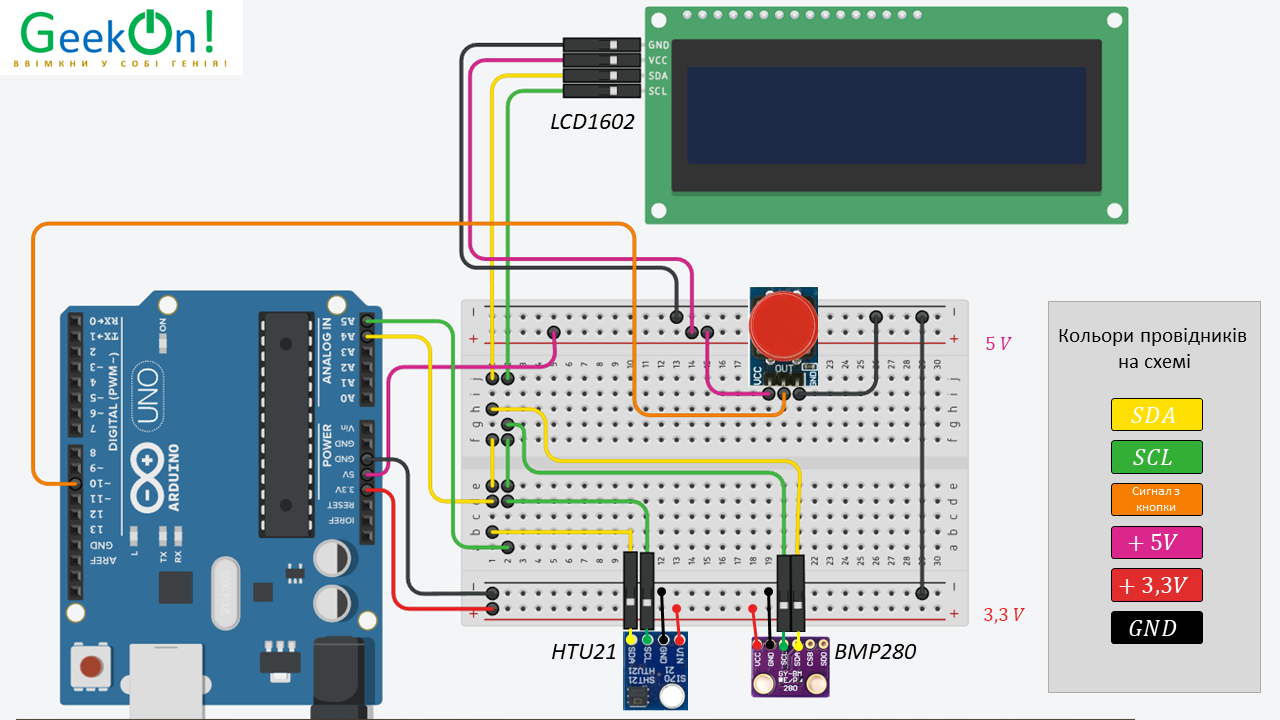 GeekOn!
ВВІМКНИ У СОБІ ГЕНІЯ!
GND
VCC
SDA
SCL
LCD1602
5 V
3,3 V
Кольори провідників
на схемі
SDA
SCL
Сигнал з
кнопки
+ 5V
+ 3,3V
GND
RX←0
TX→1
2
~3
4
~5
~6
7
8
~9
~10
~11
12
13
GND
AREF
DIGITAL (PWM~)
ON
L
TX
RX
UNO
ARDUINO
ANALOG IN
A5
A4
A3
A2
A1
A0
POWER
Vin
GND
GND
5V
3.3V
RESET
IOREF
VCC
OUT
GND
j
i
h
g
f
e
d
c
b
a
HTU21
SDA
SCL
GND
VIN
SHT21
HTU21
SI70
21
BMP280
VCC
GND
SCL
SDA
CSB
SDO
GY-BM
280